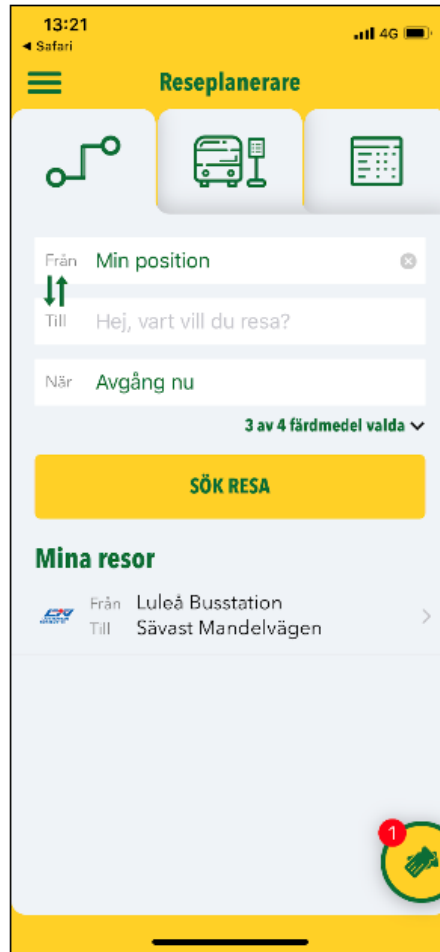 13:21
4G
◀ Safari
Reseplanerare
Från Min position
Till Hej, vart vill du resa?
När Avgång nu
3 av 4 färdmedel valda
SÖK RESA
Mina resor
Från Luleå Busstation
Till Sävast Mandelvägen
1